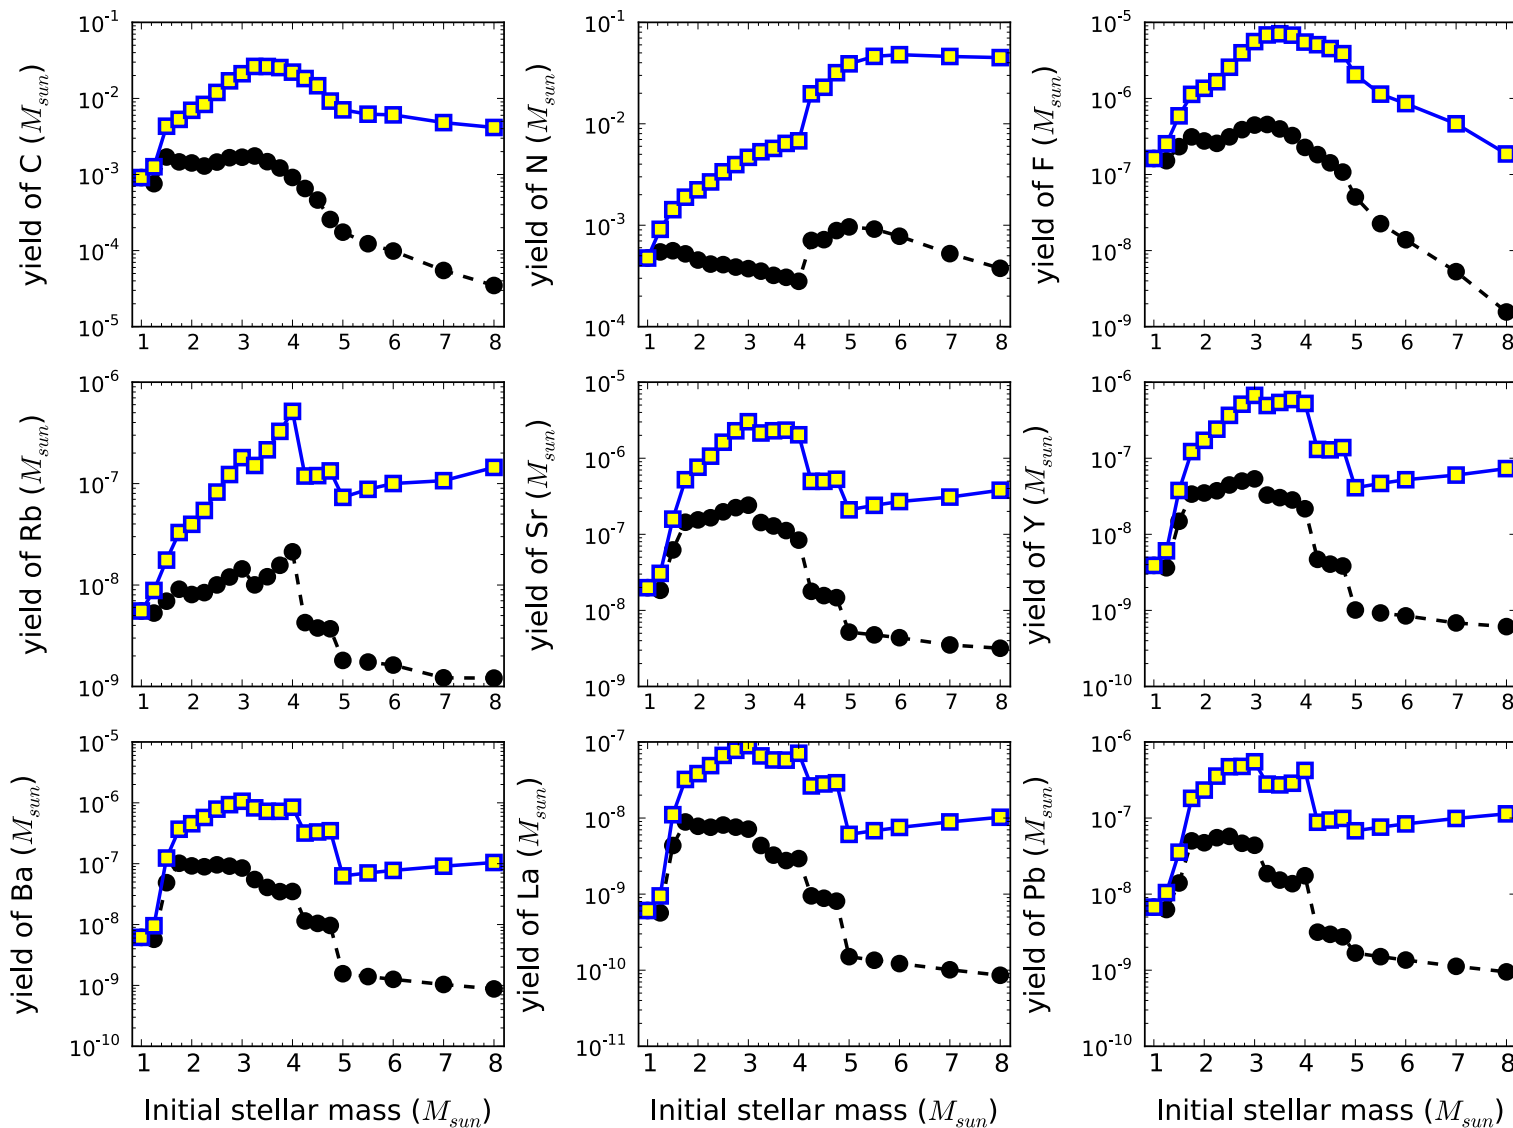 10^-1
10^-2
10^-3
10^-4
10^-5
yield of C (M_sun)
1 2 3 4 5 6 7 8
10^-1
10^-2
10^-3
10^-4
yield of N (M_sun)
1 2 3 4 5 6 7 8
10^-5
10^-6
10^-7
10^-8
10^-9
yield of F (M_sun)
1 2 3 4 5 6 7 8
10^-6
10^-7
10^-8
10^-9
yield of Rb (M_sun)
1 2 3 4 5 6 7 8
10^-5
10^-6
10^-7
10^-8
10^-9
yield of Sr (M_sun)
1 2 3 4 5 6 7 8
10^-6
10^-7
10^-8
10^-9
10^-10
yield of Y (M_sun)
1 2 3 4 5 6 7 8
10^-5
10^-6
10^-7
10^-8
10^-9
10^-10
yield of Ba (M_sun)
1 2 3 4 5 6 7 8
Initial stellar mass (M_sun)
10^-7
10^-8
10^-9
10^-10
10^-11
yield of La (M_sun)
1 2 3 4 5 6 7 8
Initial stellar mass (M_sun)
10^-6
10^-7
10^-8
10^-9
10^-10
yield of Pb (M_sun)
1 2 3 4 5 6 7 8
Initial stellar mass (M_sun)